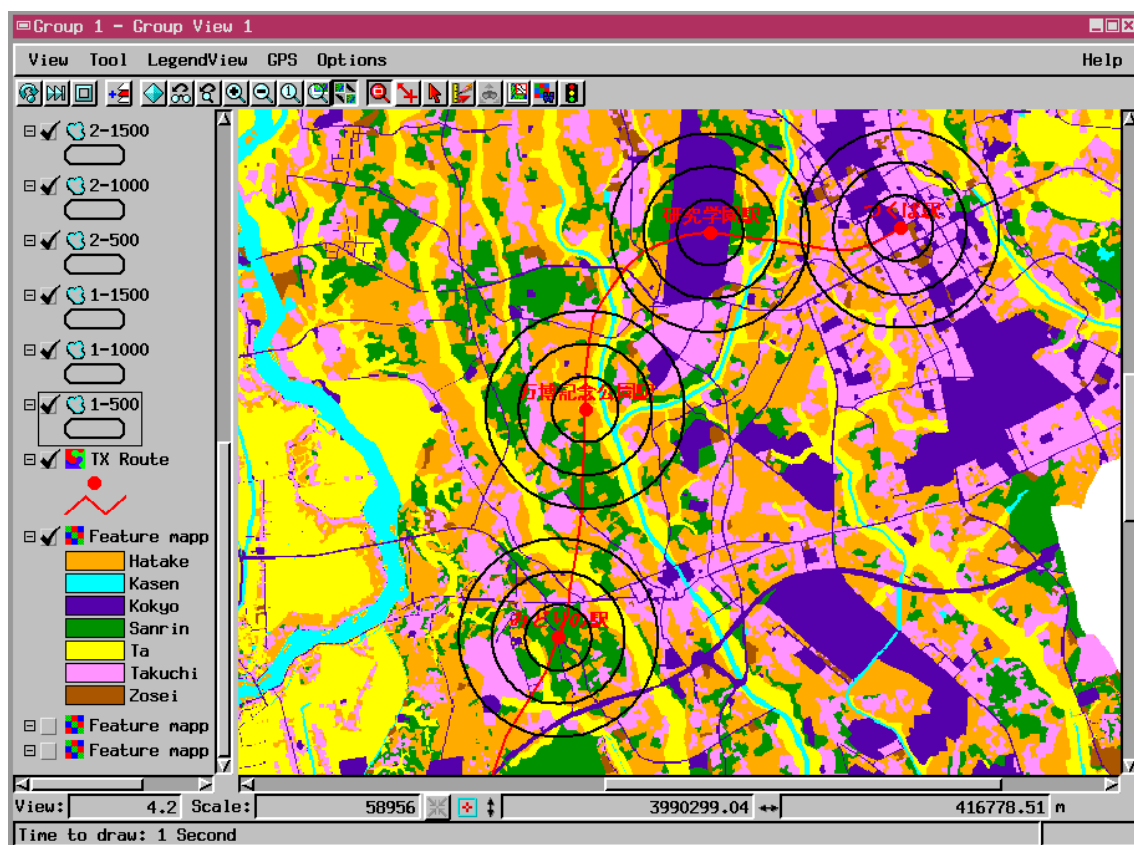 Group 1 - Group View 1
View Tool LegendView GPS Options Help
2-1500
2-1000
2-500
1-1500
1-1000
1-500
TX Route
Feature mapp
Hatake
Kasen
Kokyo
Sanrin
Ta
Takuchi
Zosei
Feature mapp
Feature mapp
研究学園駅
つくば駅
万博記念公園駅
みどりの駅
View: 4.2 Scale: 58956 3990299.04 416778.51 m
Time to draw: 1 Second